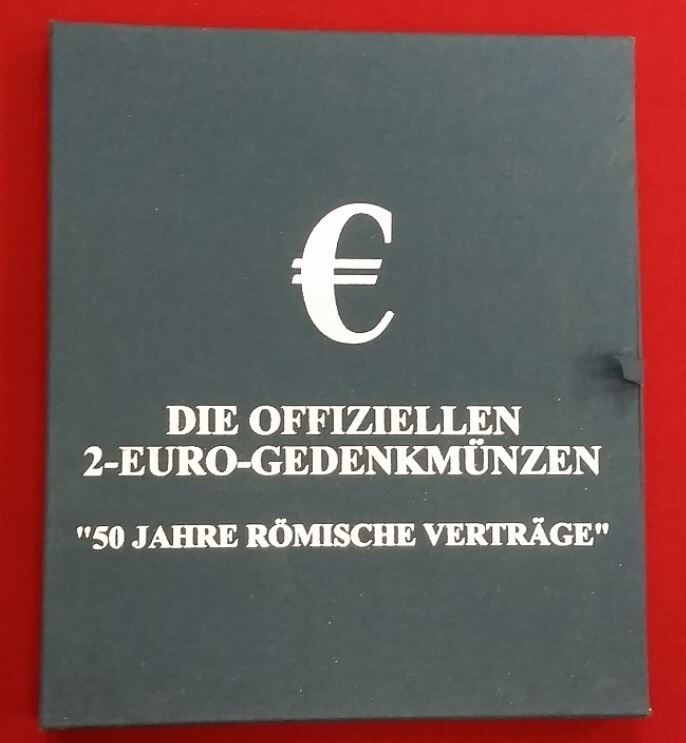 €
DIE OFFIZIELLEN
2-EURO-GEDENKMÜNZEN
"50 JAHRE RÖMISCHE VERTRÄGE"